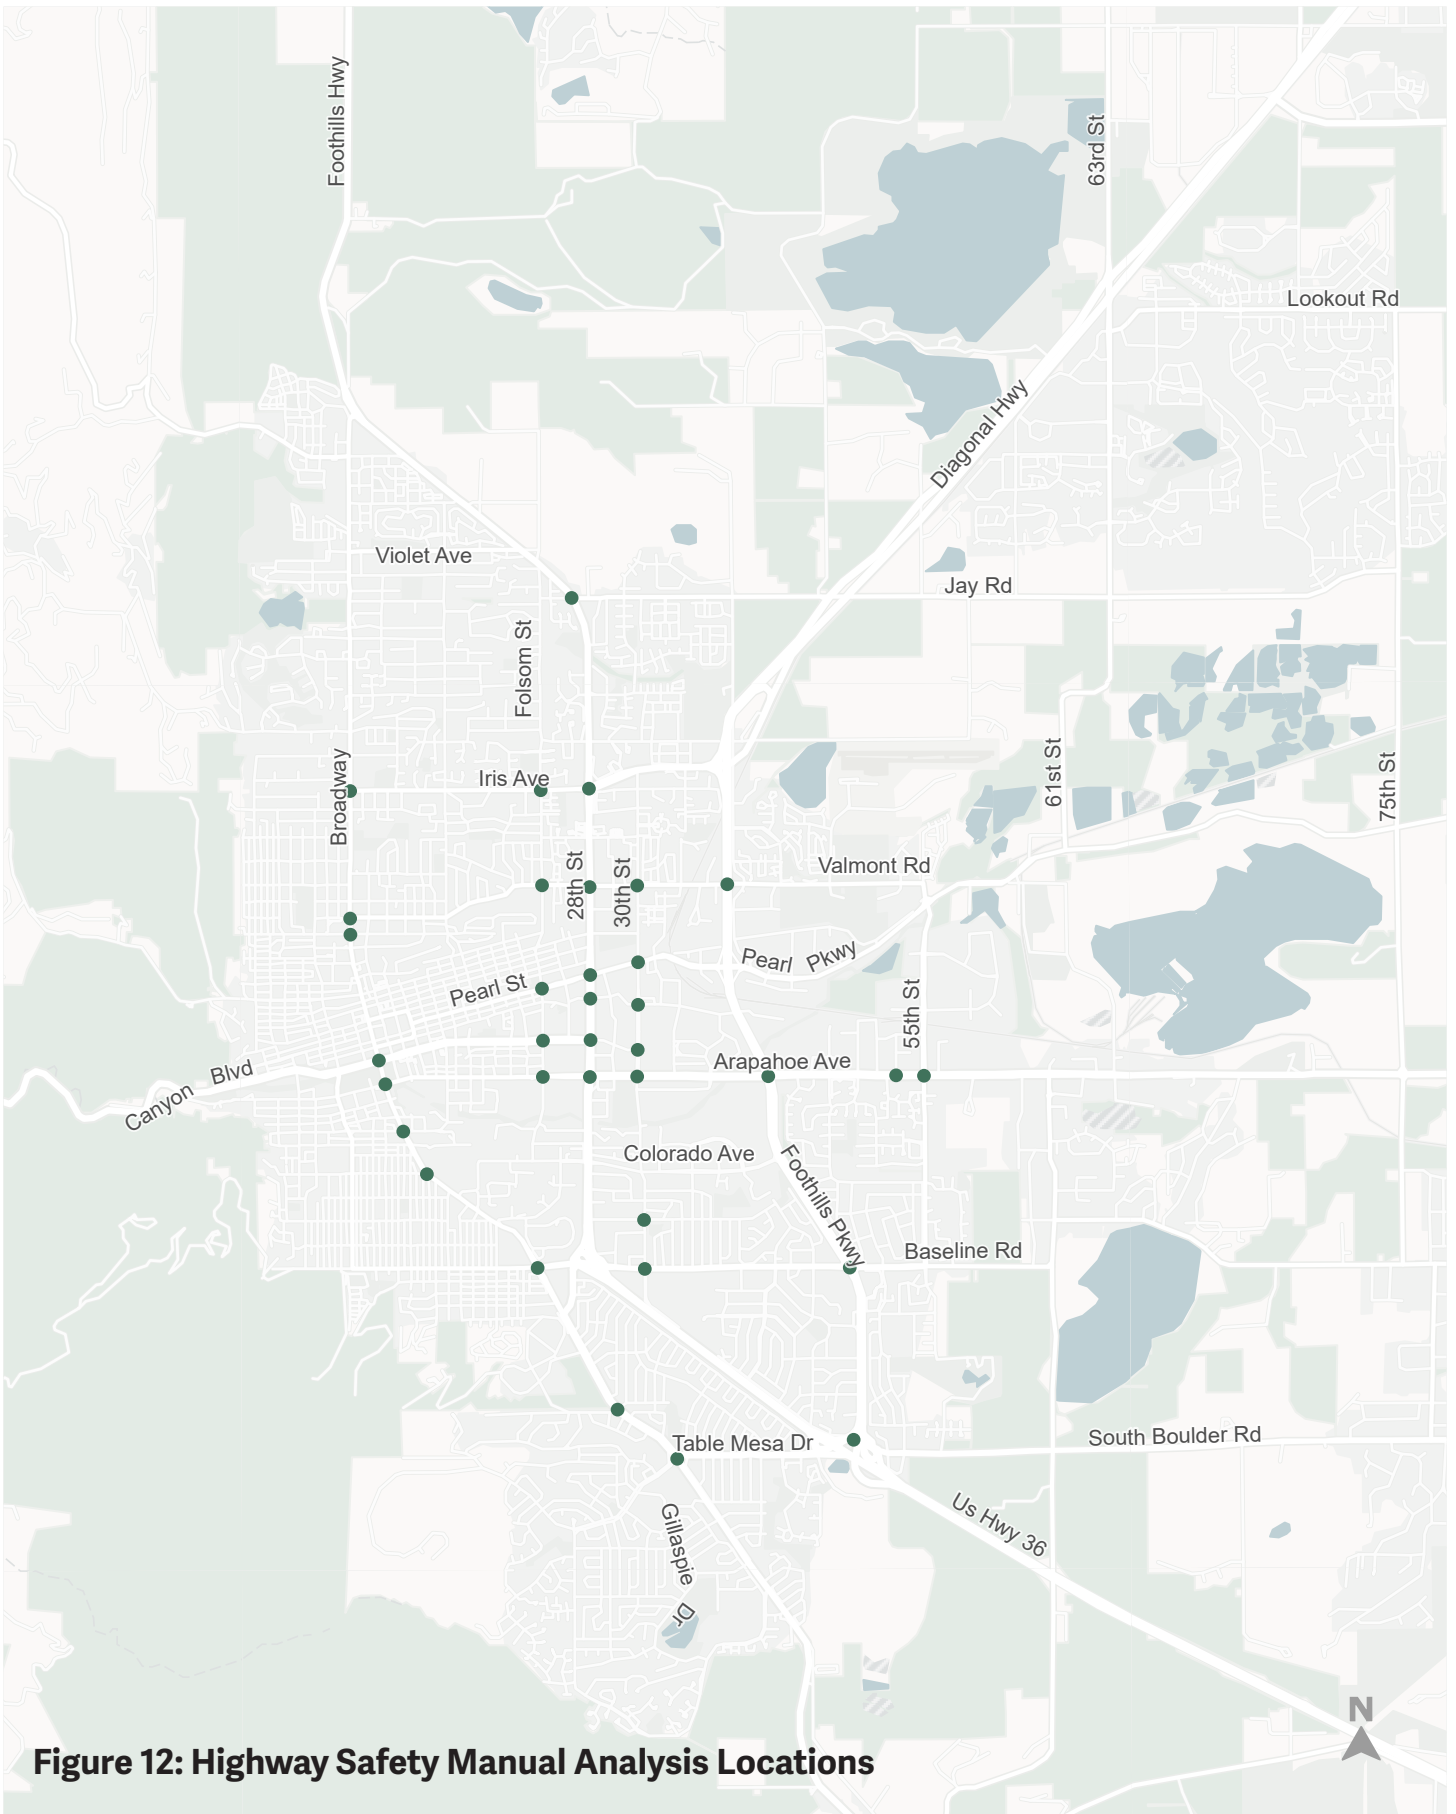 Foothills Hwy
63rd St
Lookout Rd
Diagonal Hwy
Violet Ave
Jay Rd
Folsom St
Iris Ave
Broadway
61st St
75th St
28th St
30th St
Valmont Rd
Pearl Pkwy
Pearl St
55th St
Arapahoe Ave
Canyon Blvd
Colorado Ave
Foothills Pkwy
Baseline Rd
Table Mesa Dr
South Boulder Rd
Us Hwy 36
Gillaspie Dr
N
Figure 12: Highway Safety Manual Analysis Locations